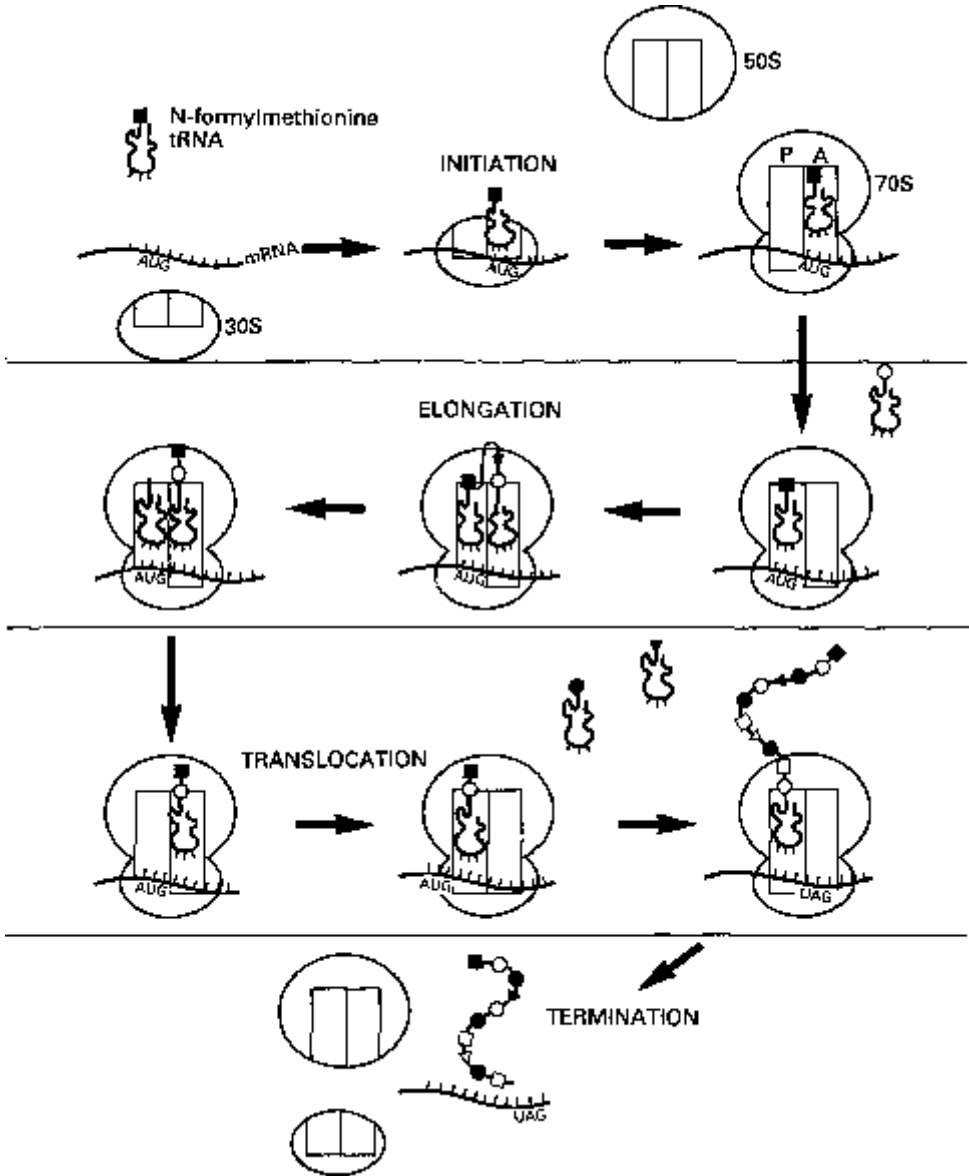 50S
N-formylmethionine
tRNA
P A
INITIATION
70S
AUG
mRNA
AUG
AUG
30S
ELONGATION
AUG
AUG
AUG
TRANSLOCATION
AUG
AUG
UAG
TERMINATION
UAG